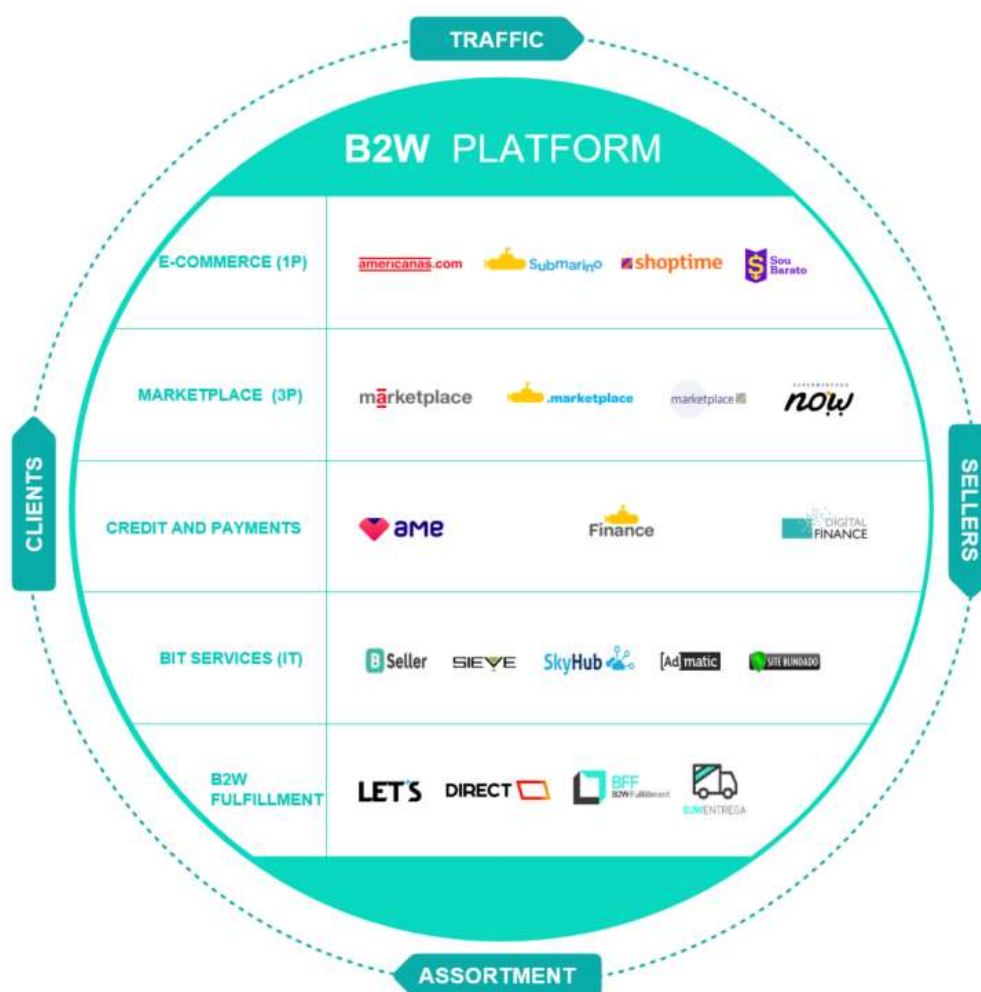 TRAFFIC
B2W PLATFORM
E-COMMERCE (1P)
americanas.com
Submarino
shoptime
Sou
Barato
MARKETPLACE (3P)
marketplace
.marketplace
marketplace
SUPERMERCADO
now
CLIENTS
SELLERS
CREDIT AND PAYMENTS
ame
Finance
DIGITAL
FINANCE
BIT SERVICES (IT)
B Seller
SIEVE
SkyHub
[Ad matic
SITE BLINDADO
B2W
FULFILLMENT
LET'S
DIRECT
BFF
B2W Fulfillment
B2WENTREGA
ASSORTMENT